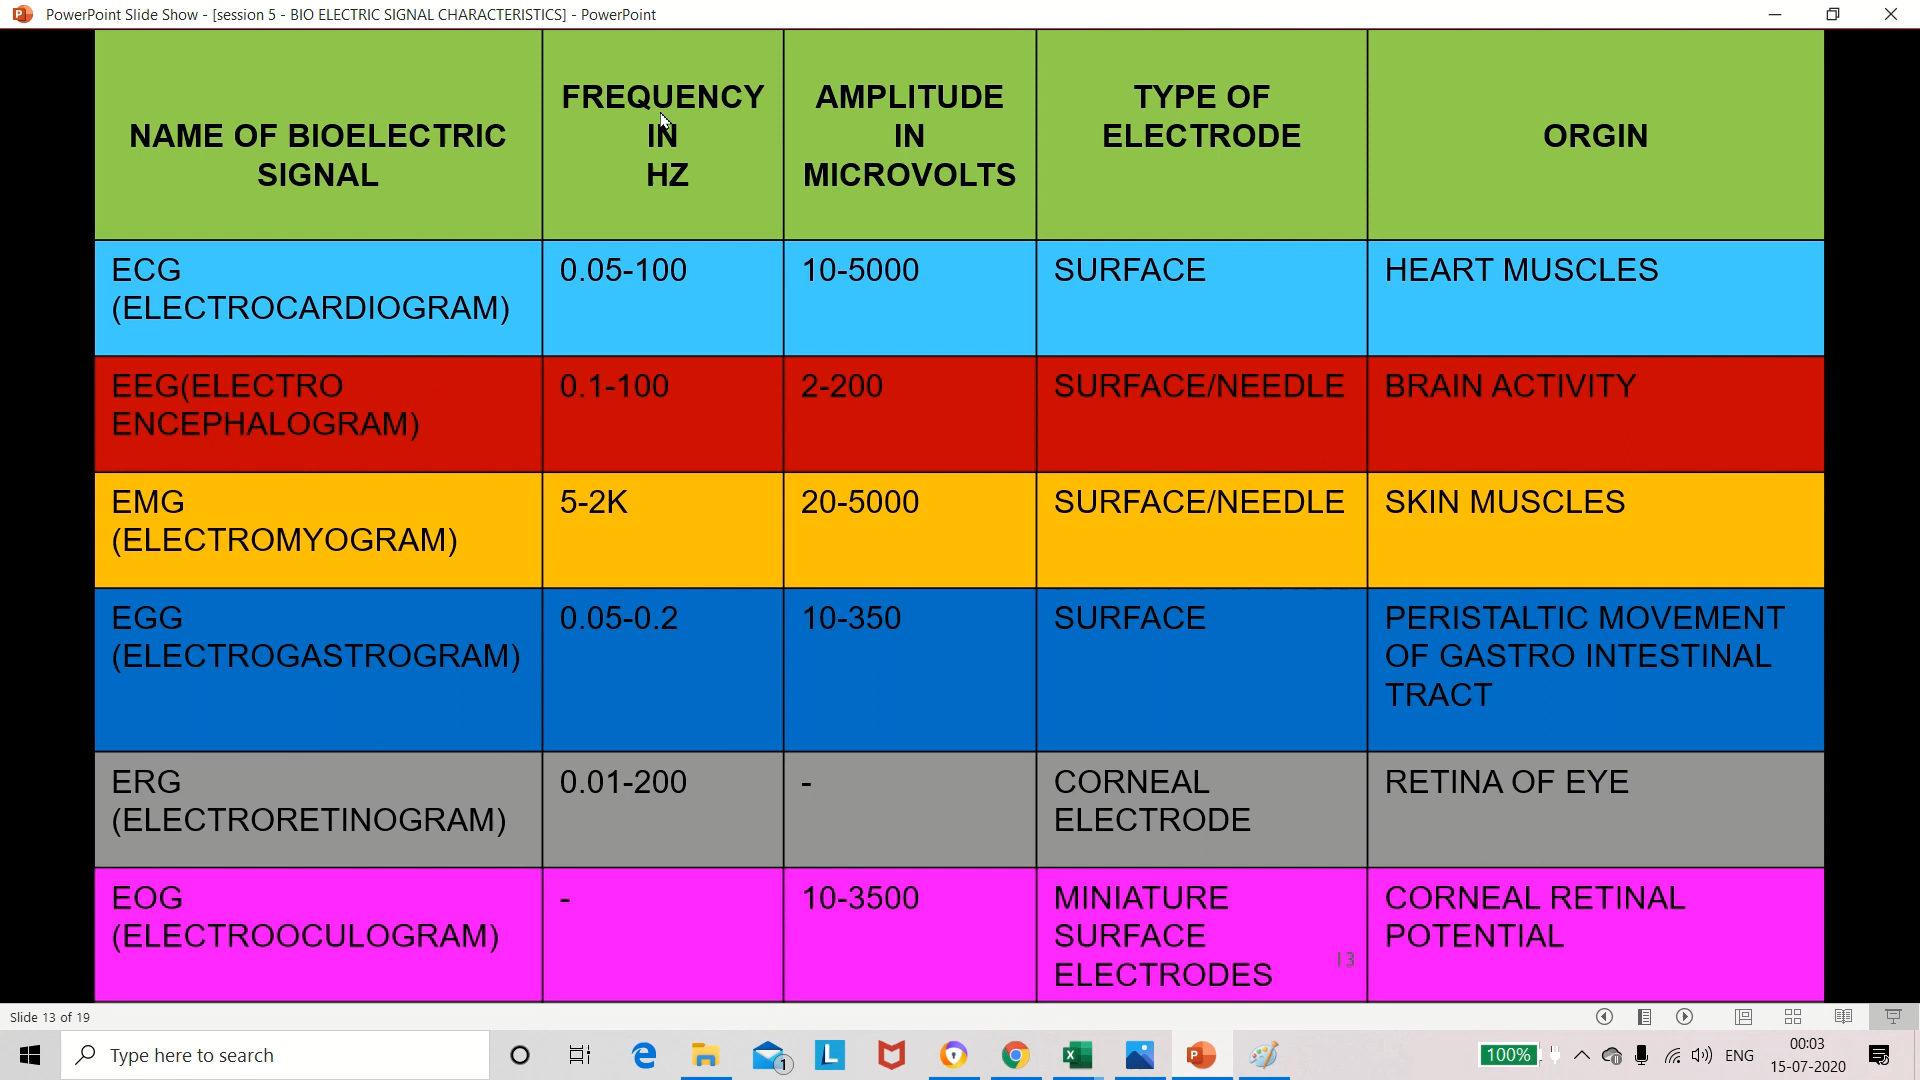 PowerPoint Slide Show - [session 5 - BIO ELECTRIC SIGNAL CHARACTERISTICS] - PowerPoint
NAME OF BIOELECTRIC
SIGNAL
FREQUENCY
IN
HZ
AMPLITUDE
IN
MICROVOLTS
TYPE OF
ELECTRODE
ORGIN
ECG
(ELECTROCARDIOGRAM)
0.05-100
10-5000
SURFACE
HEART MUSCLES
EEG(ELECTRO
ENCEPHALOGRAM)
0.1-100
2-200
SURFACE/NEEDLE
BRAIN ACTIVITY
EMG
(ELECTROMYOGRAM)
5-2K
20-5000
SURFACE/NEEDLE
SKIN MUSCLES
EGG
(ELECTROGASTROGRAM)
0.05-0.2
10-350
SURFACE
PERISTALTIC MOVEMENT
OF GASTRO INTESTINAL
TRACT
ERG
(ELECTRORETINOGRAM)
0.01-200
-
CORNEAL
ELECTRODE
RETINA OF EYE
EOG
(ELECTROOCULOGRAM)
-
10-3500
MINIATURE
SURFACE
ELECTRODES
CORNEAL RETINAL
POTENTIAL
13
Slide 13 of 19
Type here to search
1
L
100%
ENG
00:03
15-07-2020